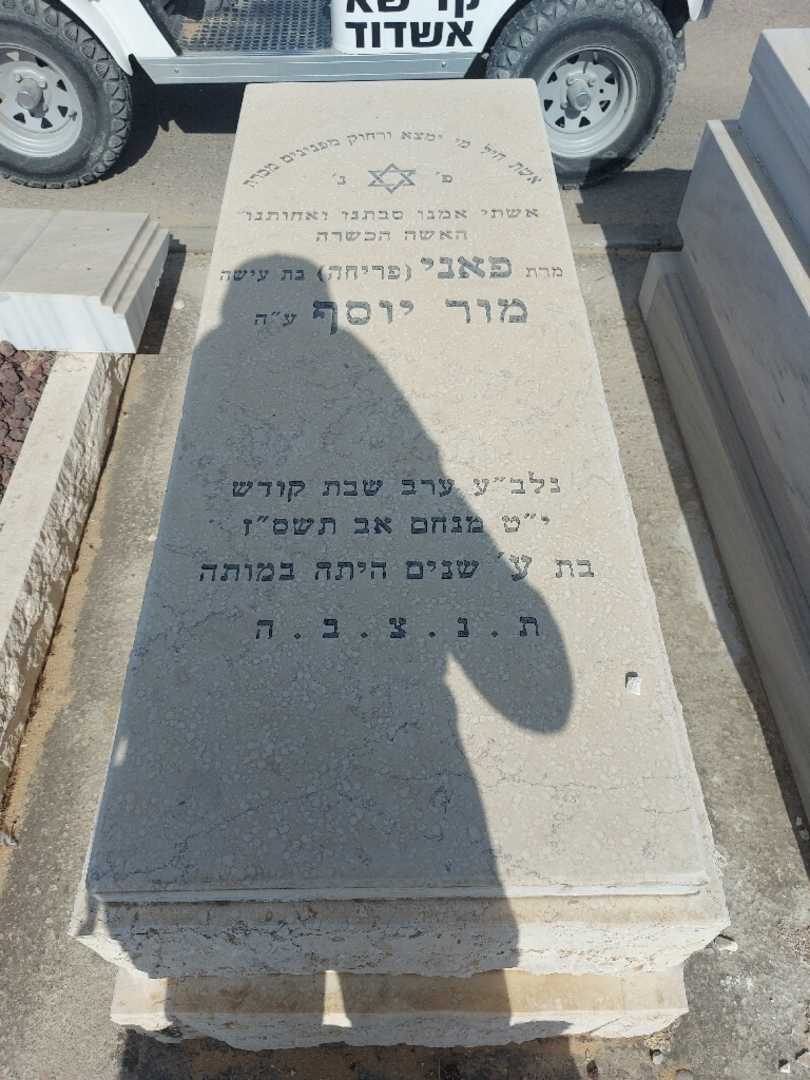 קדישא
אשדוד
אשת חיל מי ימצא ורחוק מפנינים מכרה
פ׳ נ׳
אשתי אמנו סבתנו ואחותנו
האשה הכשרה
מרת פאני (פריחה) בת עישה
מור יוסף ע״ה
נלב״ע ערב שבת קודש
י״ט מנחם אב תשס״ז
בת ע׳ שנים היתה במותה
ת . נ . צ . ב . ה